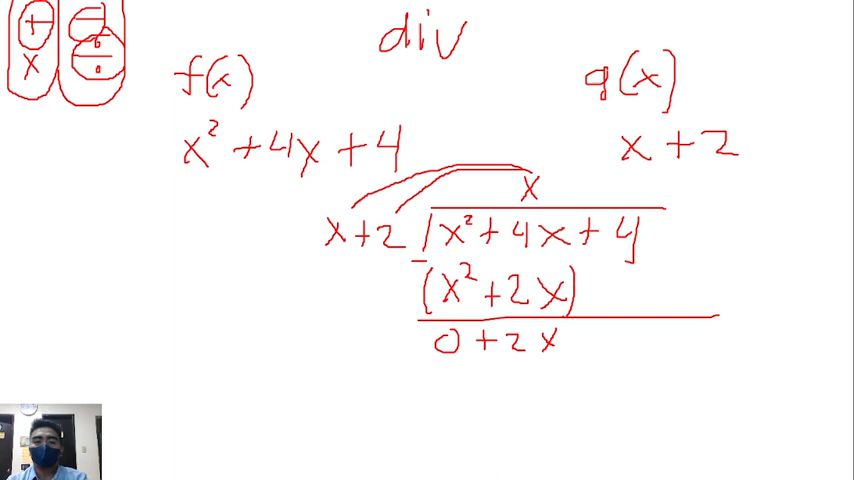 + -
x ÷
div
f(x) g(x)
x² + 4x + 4 x + 2
x
x + 2 / x² + 4x + 4
- (x² + 2x)
0 + 2x